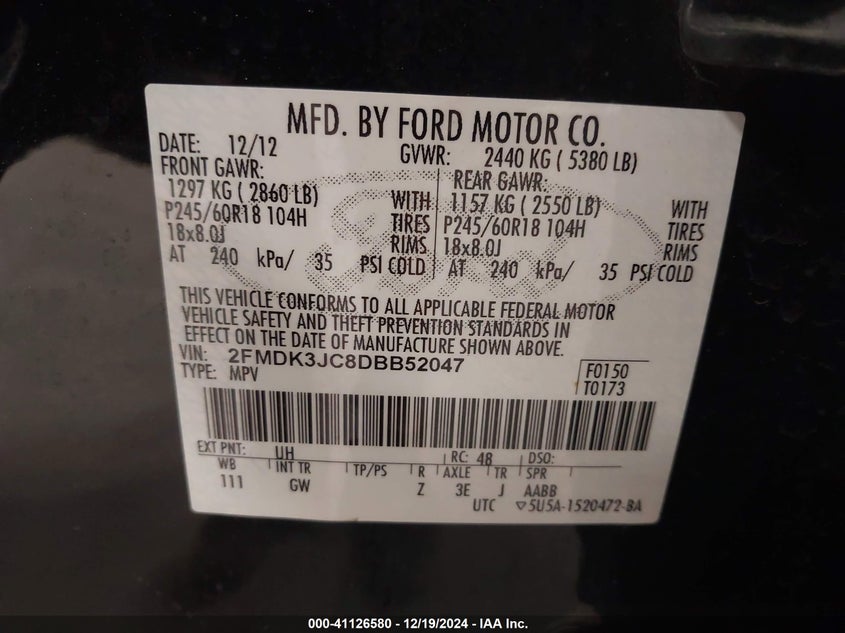 MFD. BY FORD MOTOR CO.
DATE: 12/12 GVWR: 2440 KG ( 5380 LB)
FRONT GAWR: REAR GAWR:
1297 KG ( 2860 LB) WITH 1157 KG ( 2550 LB) WITH
P245/60R18 104H TIRES P245/60R18 104H TIRES
18x8.0J RIMS 18x8.0J RIMS
AT 240 kPa/ 35 PSI COLD AT 240 kPa/ 35 PSI COLD
THIS VEHICLE CONFORMS TO ALL APPLICABLE FEDERAL MOTOR
VEHICLE SAFETY AND THEFT PREVENTION STANDARDS IN
EFFECT ON THE DATE OF MANUFACTURE SHOWN ABOVE.
VIN: 2FMDK3JC8DBB52047 F0150
TYPE: MPV T0173
EXT PNT: UH RC: 48 DSO:
WB INT TR TP/PS R AXLE TR SPR
111 GW Z 3E J AABB
UTC ▽5U5A-1520472-BA
000-41126580 - 12/19/2024 - IAA Inc.